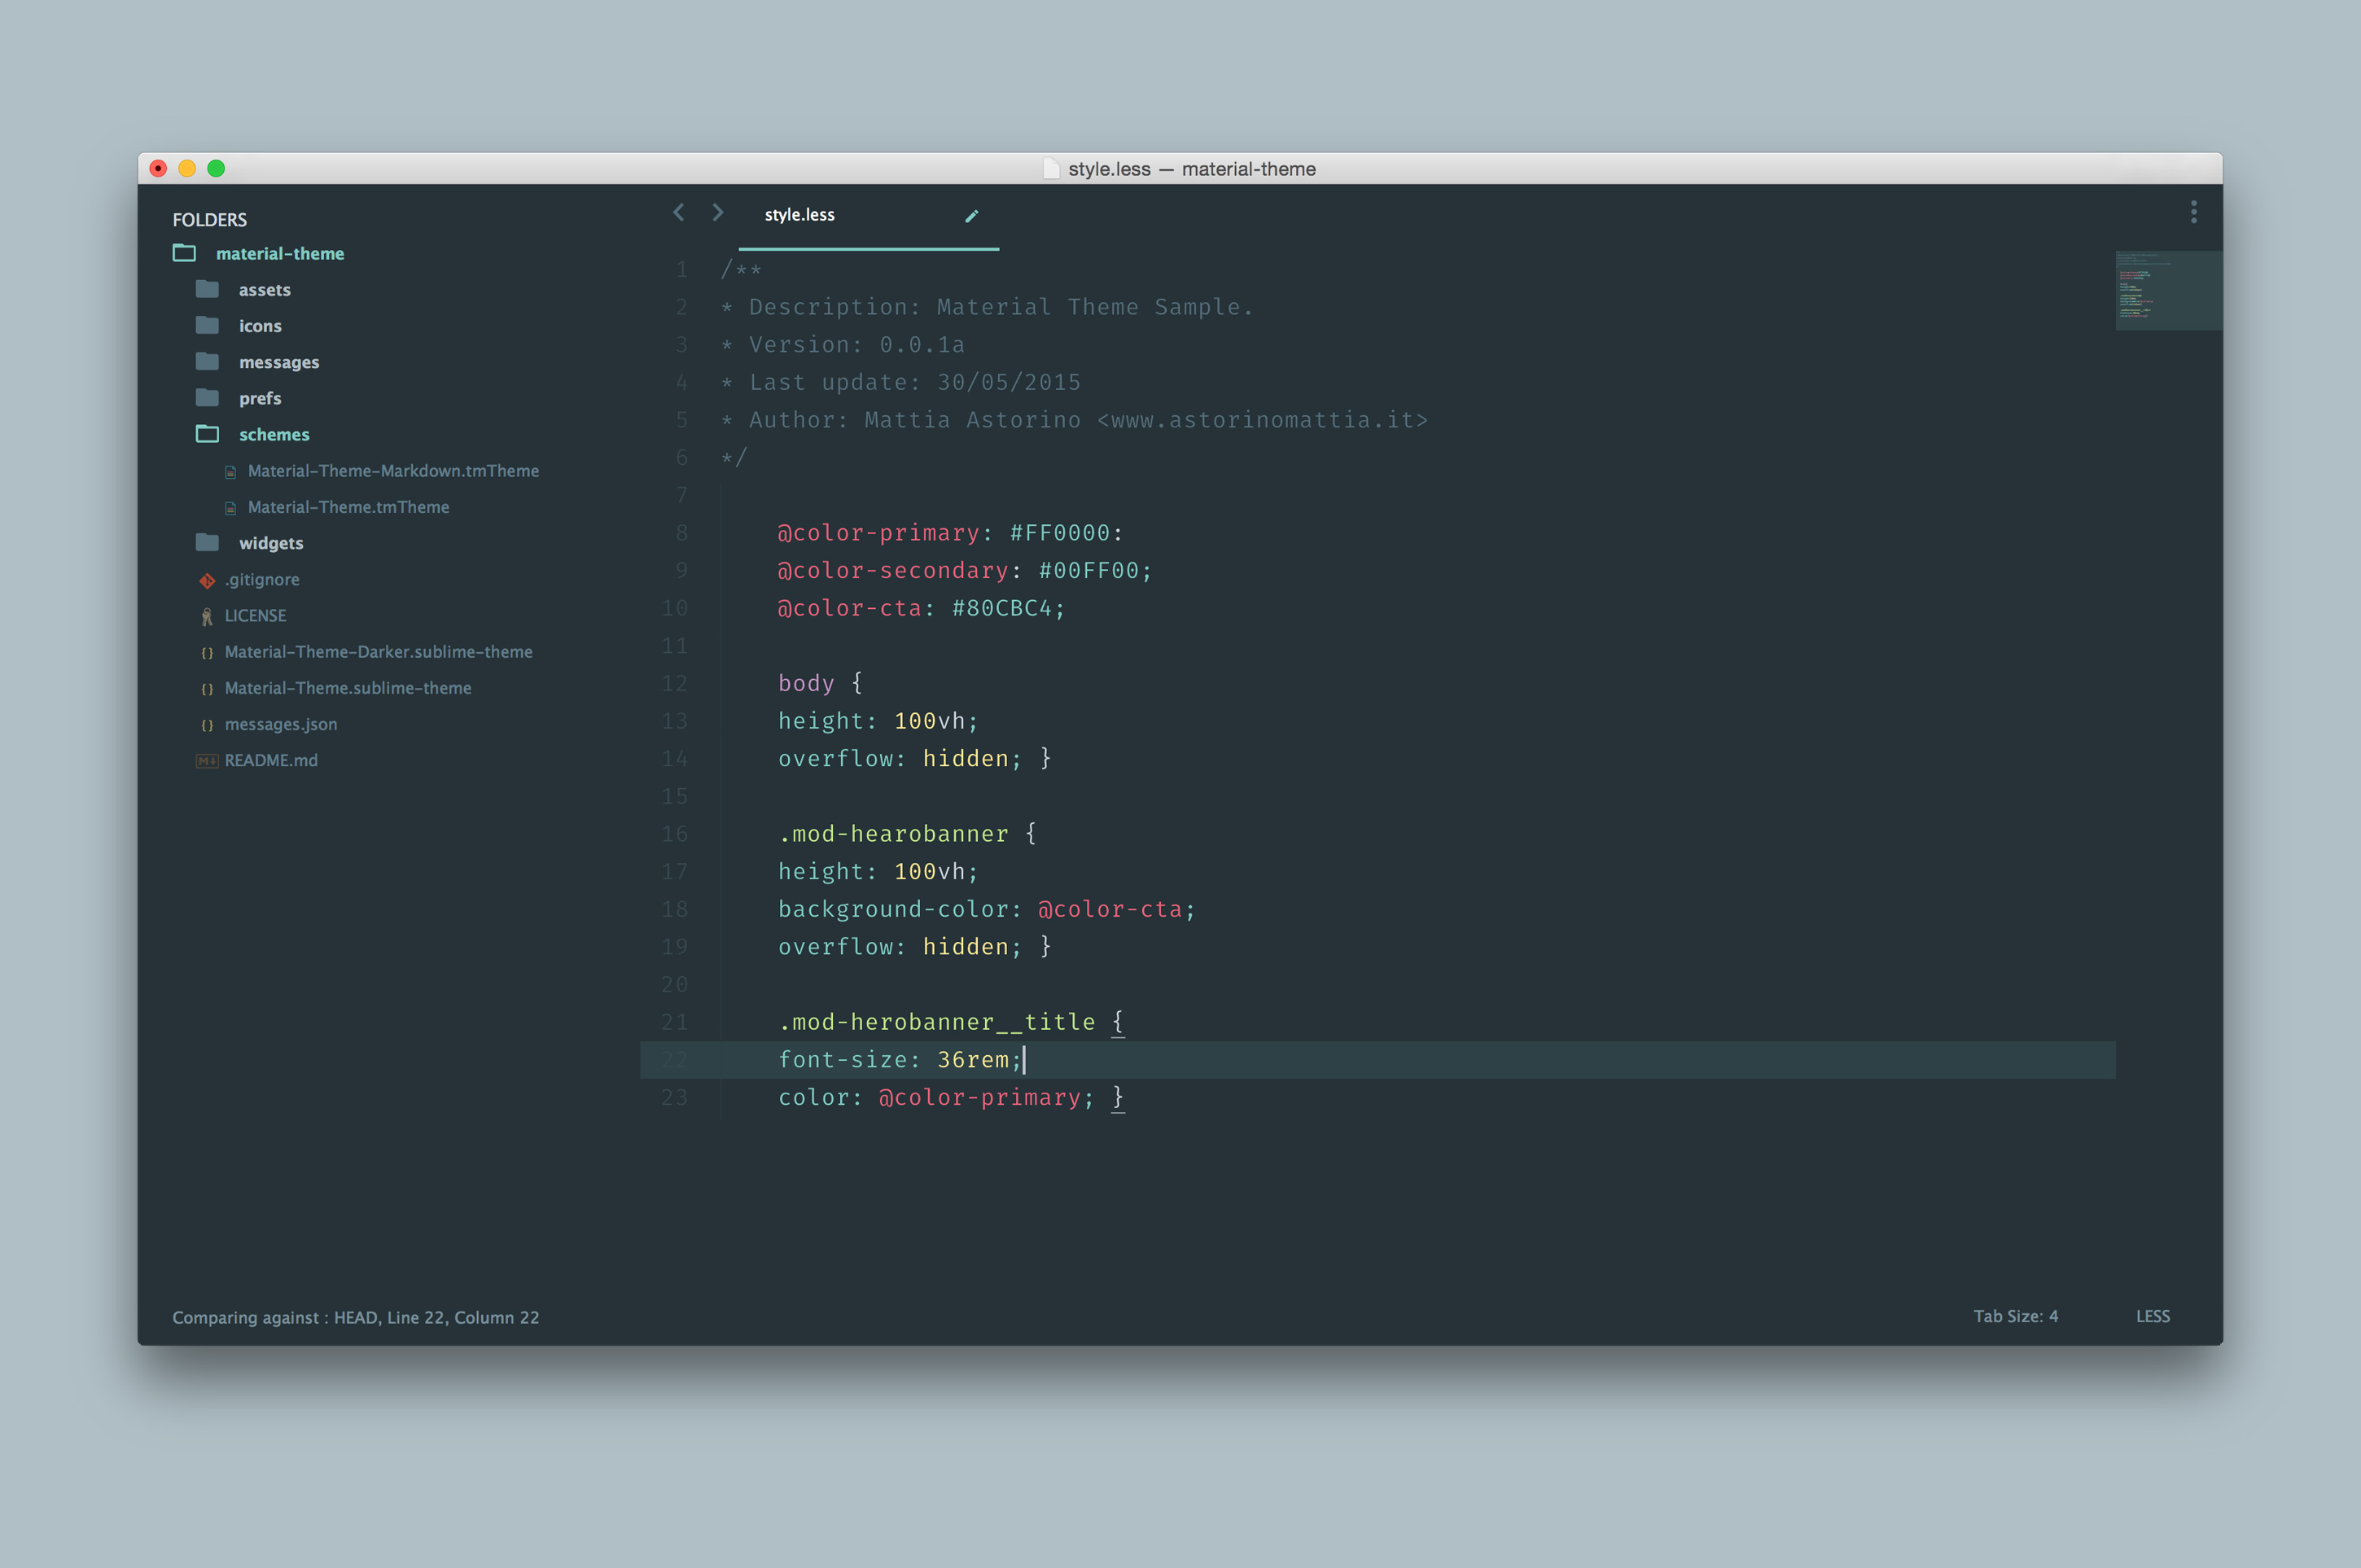 style.less — material-theme
FOLDERS
material-theme
assets
icons
messages
prefs
schemes
Material-Theme-Markdown.tmTheme
Material-Theme.tmTheme
widgets
.gitignore
LICENSE
{} Material-Theme-Darker.sublime-theme
{} Material-Theme.sublime-theme
{} messages.json
M↓ README.md
style.less
1 /**
2 * Description: Material Theme Sample.
3 * Version: 0.0.1a
4 * Last update: 30/05/2015
5 * Author: Mattia Astorino <www.astorinomattia.it>
6 */
7
8 @color-primary: #FF0000:
9 @color-secondary: #00FF00;
10 @color-cta: #80CBC4;
11
12 body {
13 height: 100vh;
14 overflow: hidden; }
15
16 .mod-hearobanner {
17 height: 100vh;
18 background-color: @color-cta;
19 overflow: hidden; }
20
21 .mod-herobanner__title {
22 font-size: 36rem;
23 color: @color-primary; }
Comparing against : HEAD, Line 22, Column 22
Tab Size: 4
LESS